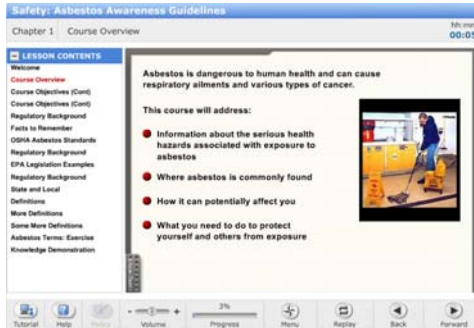 Safety: Asbestos Awareness Guidelines
Chapter 1 Course Overview
00:05
LESSON CONTENTS
Welcome
Course Overview
Course Objectives (Cont)
Course Objectives (Cont)
Regulatory Background
Facts to Remember
OSHA Asbestos Standards
Regulatory Background
EPA Legislation Examples
Regulatory Background
State and Local
Definitions
More Definitions
Some More Definitions
Asbestos Terms: Exercise
Knowledge Demonstration
Asbestos is dangerous to human health and can cause
respiratory ailments and various types of cancer.
This course will address:
Information about the serious health
hazards associated with exposure to
asbestos
Where asbestos is commonly found
How it can potentially affect you
What you need to do to protect
yourself and others from exposure
3%
Tutorial Help Policy - + Volume Progress Menu Replay Back Forward